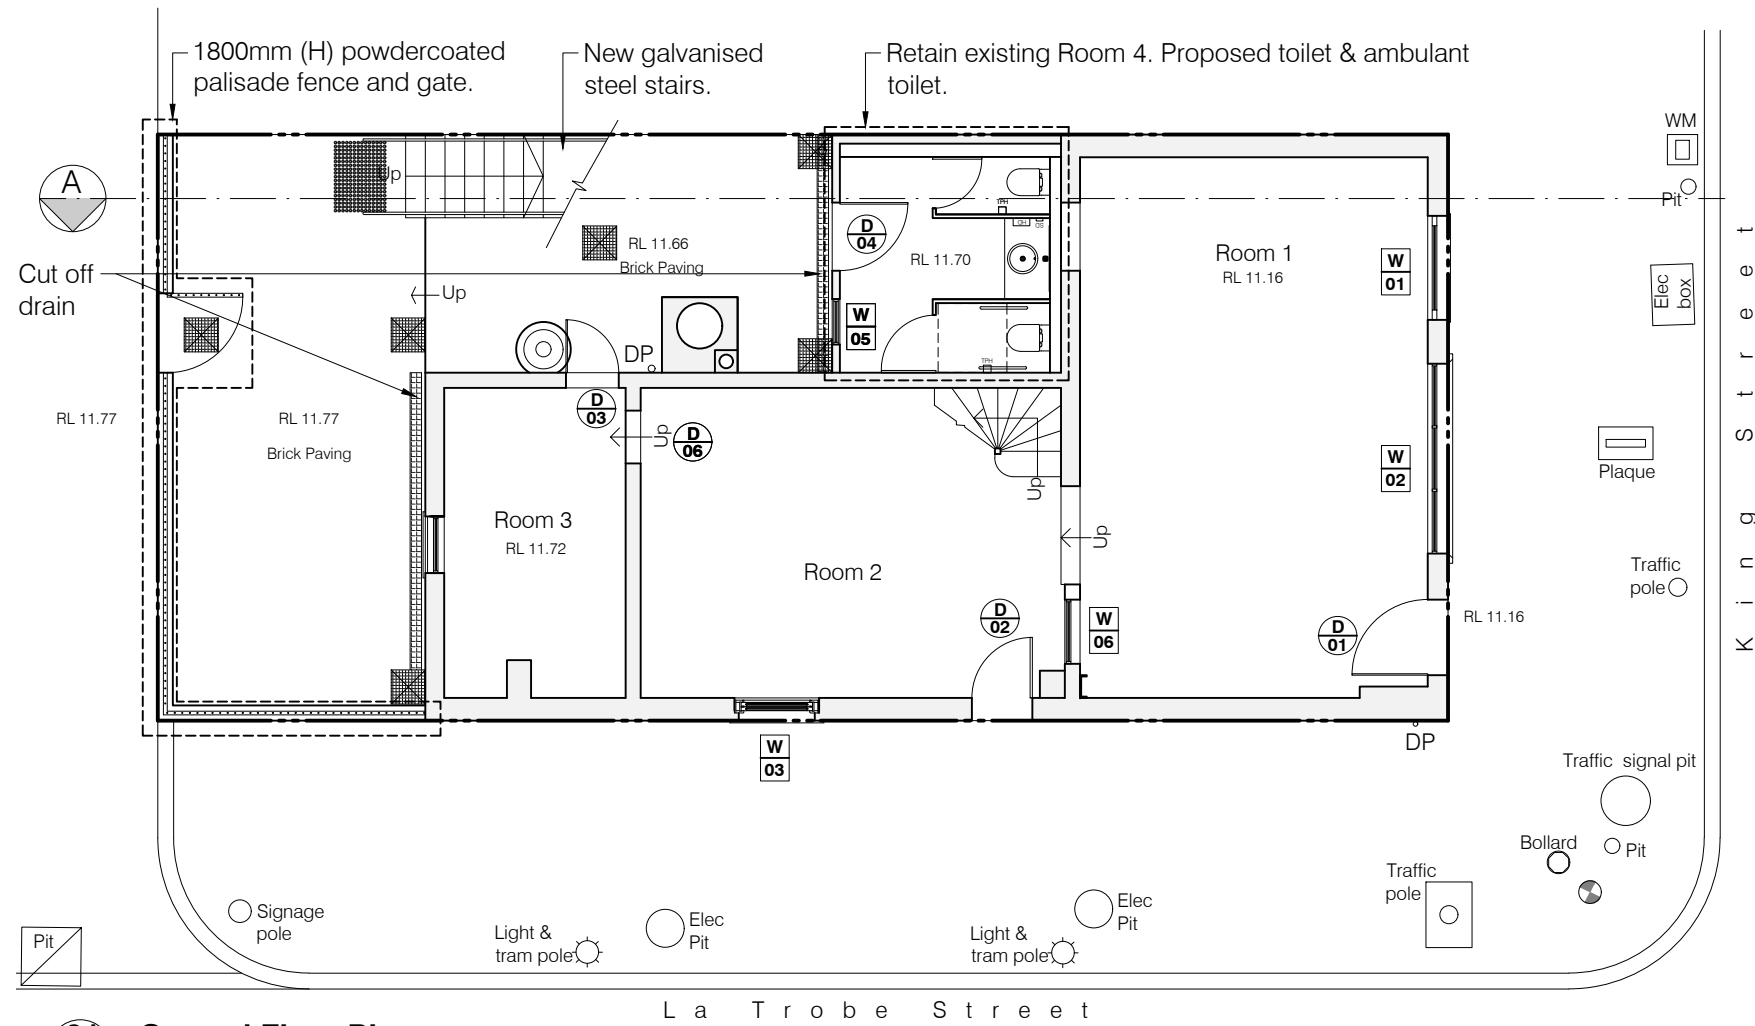 1800mm (H) powdercoated
palisade fence and gate.
New galvanised
steel stairs.
Retain existing Room 4. Proposed toilet & ambulant
toilet.
WM
Pit
A
Up
RL 11.66
Brick Paving
D
04
RL 11.70
TPH
Room 1
RL 11.16
W
01
Elec
box
Cut off
drain
Up
W
05
DP
TPH
RL 11.77
RL 11.77
Brick Paving
D
03
Up
D
06
W
02
Plaque
Up
Room 3
RL 11.72
Up
Room 2
D
02
W
06
D
01
RL 11.16
Traffic
pole
King Street
W
03
DP
Traffic signal pit
Bollard
Pit
Traffic
pole
Signage
pole
Elec
Pit
Elec
Pit
Light &
tram pole
Light &
tram pole
Pit
La Trobe Street